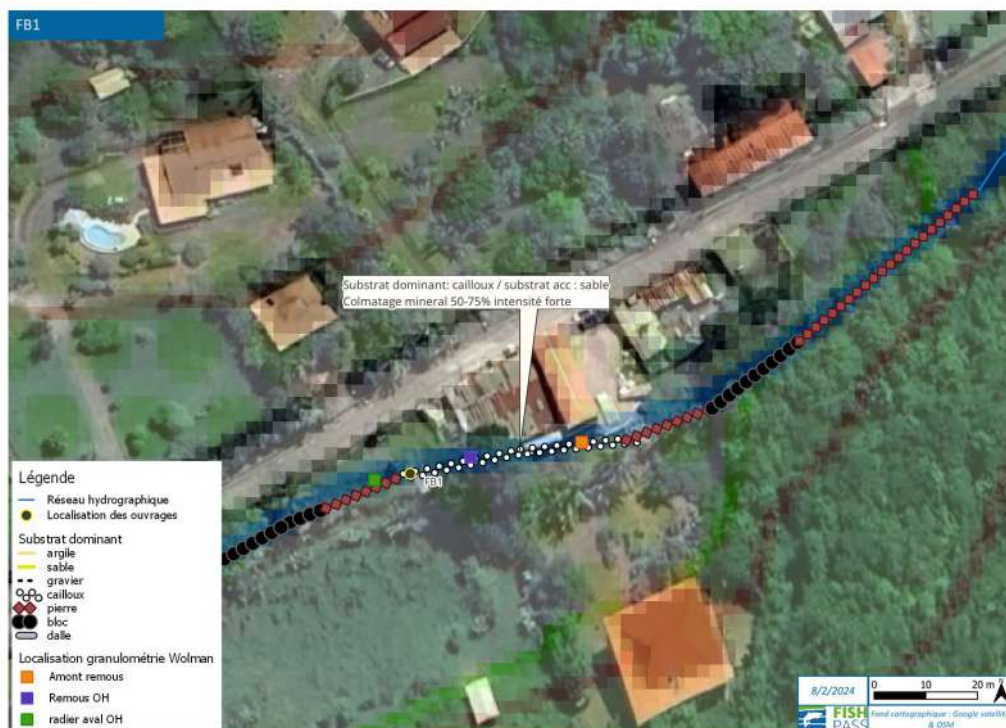 FB1
Substrat dominant: cailloux / substrat acc : sable
Colmatage mineral 50-75% intensité forte
FB1
Légende
Réseau hydrographique
Localisation des ouvrages
Substrat dominant
argile
sable
gravier
cailloux
pierre
bloc
dalle
Localisation granulométrie Wolman
Amont remous
Remous OH
radier aval OH
8/2/2024
0 10 20 m
N
FISH
PASS
Fond cartographique : Google satellite
& OSM